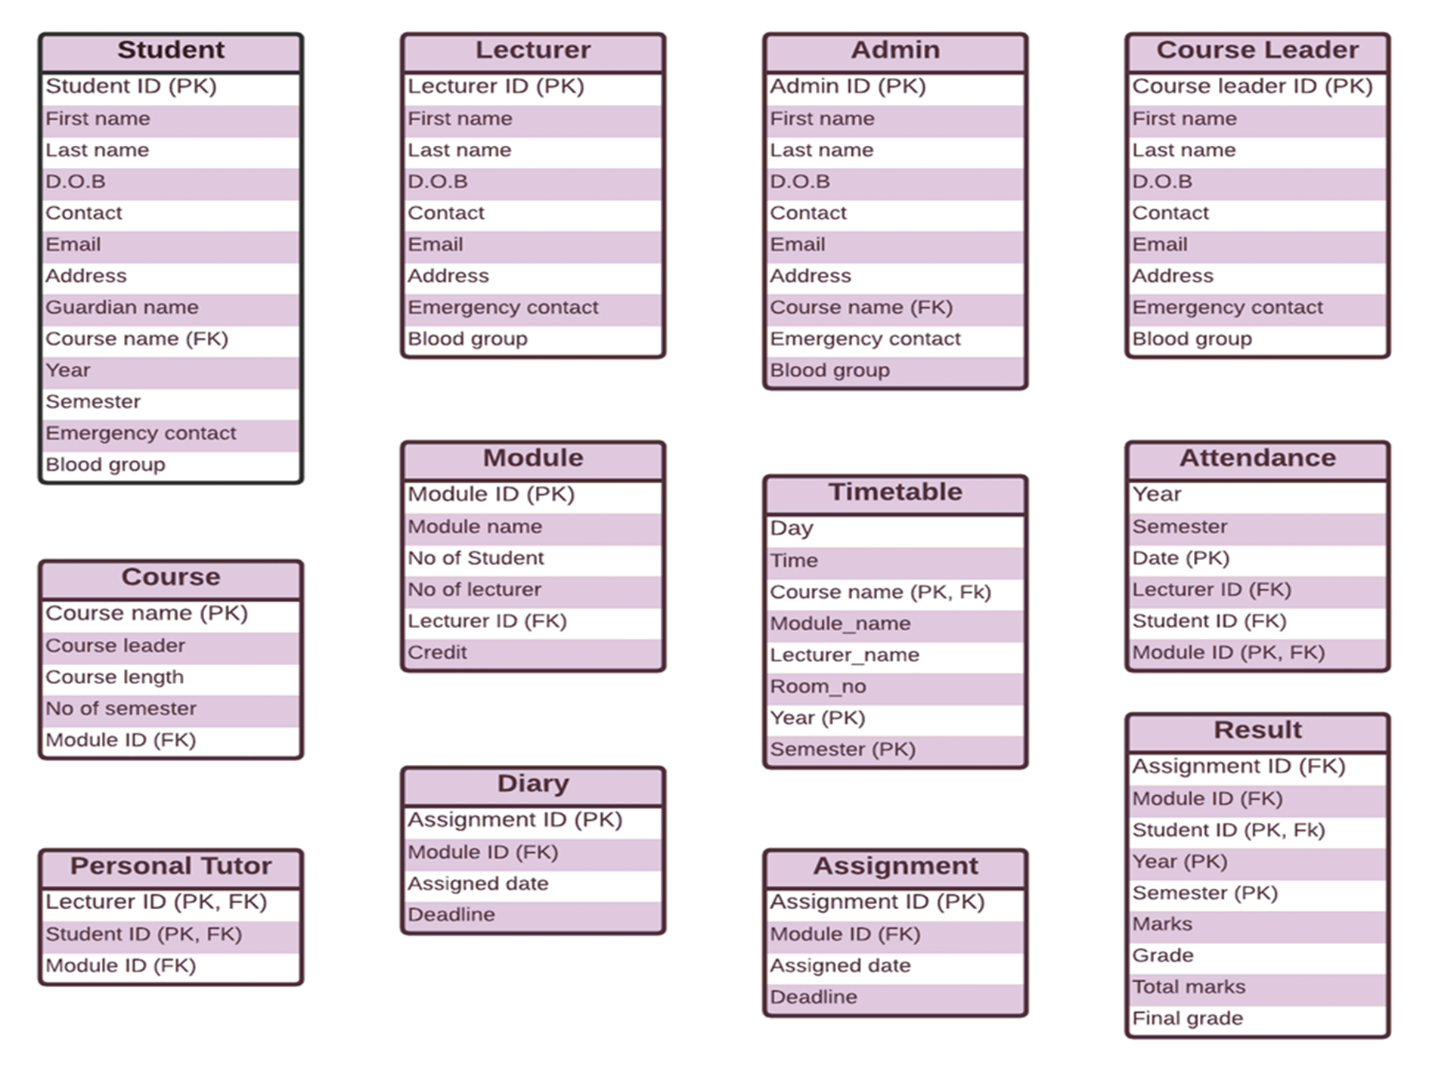 Student
Student ID (PK)
First name
Last name
D.O.B
Contact
Email
Address
Guardian name
Course name (FK)
Year
Semester
Emergency contact
Blood group
Lecturer
Lecturer ID (PK)
First name
Last name
D.O.B
Contact
Email
Address
Emergency contact
Blood group
Admin
Admin ID (PK)
First name
Last name
D.O.B
Contact
Email
Address
Course name (FK)
Emergency contact
Blood group
Course Leader
Course leader ID (PK)
First name
Last name
D.O.B
Contact
Email
Address
Emergency contact
Blood group
Course
Course name (PK)
Course leader
Course length
No of semester
Module ID (FK)
Module
Module ID (PK)
Module name
No of Student
No of lecturer
Lecturer ID (FK)
Credit
Timetable
Day
Time
Course name (PK, Fk)
Module_name
Lecturer_name
Room_no
Year (PK)
Semester (PK)
Attendance
Year
Semester
Date (PK)
Lecturer ID (FK)
Student ID (FK)
Module ID (PK, FK)
Personal Tutor
Lecturer ID (PK, FK)
Student ID (PK, FK)
Module ID (FK)
Diary
Assignment ID (PK)
Module ID (FK)
Assigned date
Deadline
Assignment
Assignment ID (PK)
Module ID (FK)
Assigned date
Deadline
Result
Assignment ID (FK)
Module ID (FK)
Student ID (PK, Fk)
Year (PK)
Semester (PK)
Marks
Grade
Total marks
Final grade